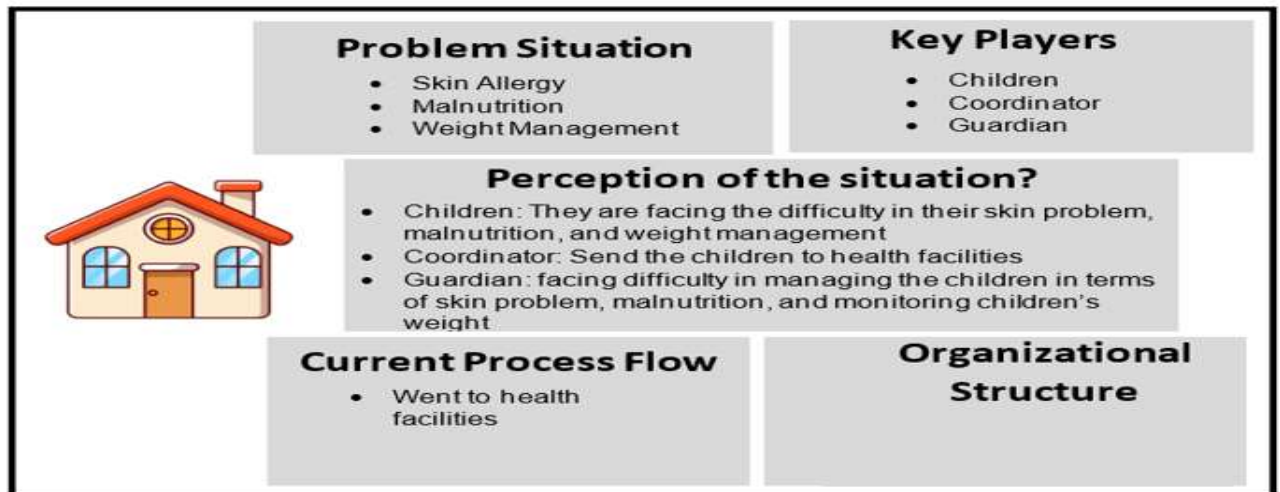 Problem Situation
• Skin Allergy
• Malnutrition
• Weight Management
Key Players
• Children
• Coordinator
• Guardian
Perception of the situation?
• Children: They are facing the difficulty in their skin problem,
malnutrition, and weight management
• Coordinator: Send the children to health facilities
• Guardian: facing difficulty in managing the children in terms
of skin problem, malnutrition, and monitoring children's
weight
Current Process Flow
• Went to health
facilities
Organizational
Structure